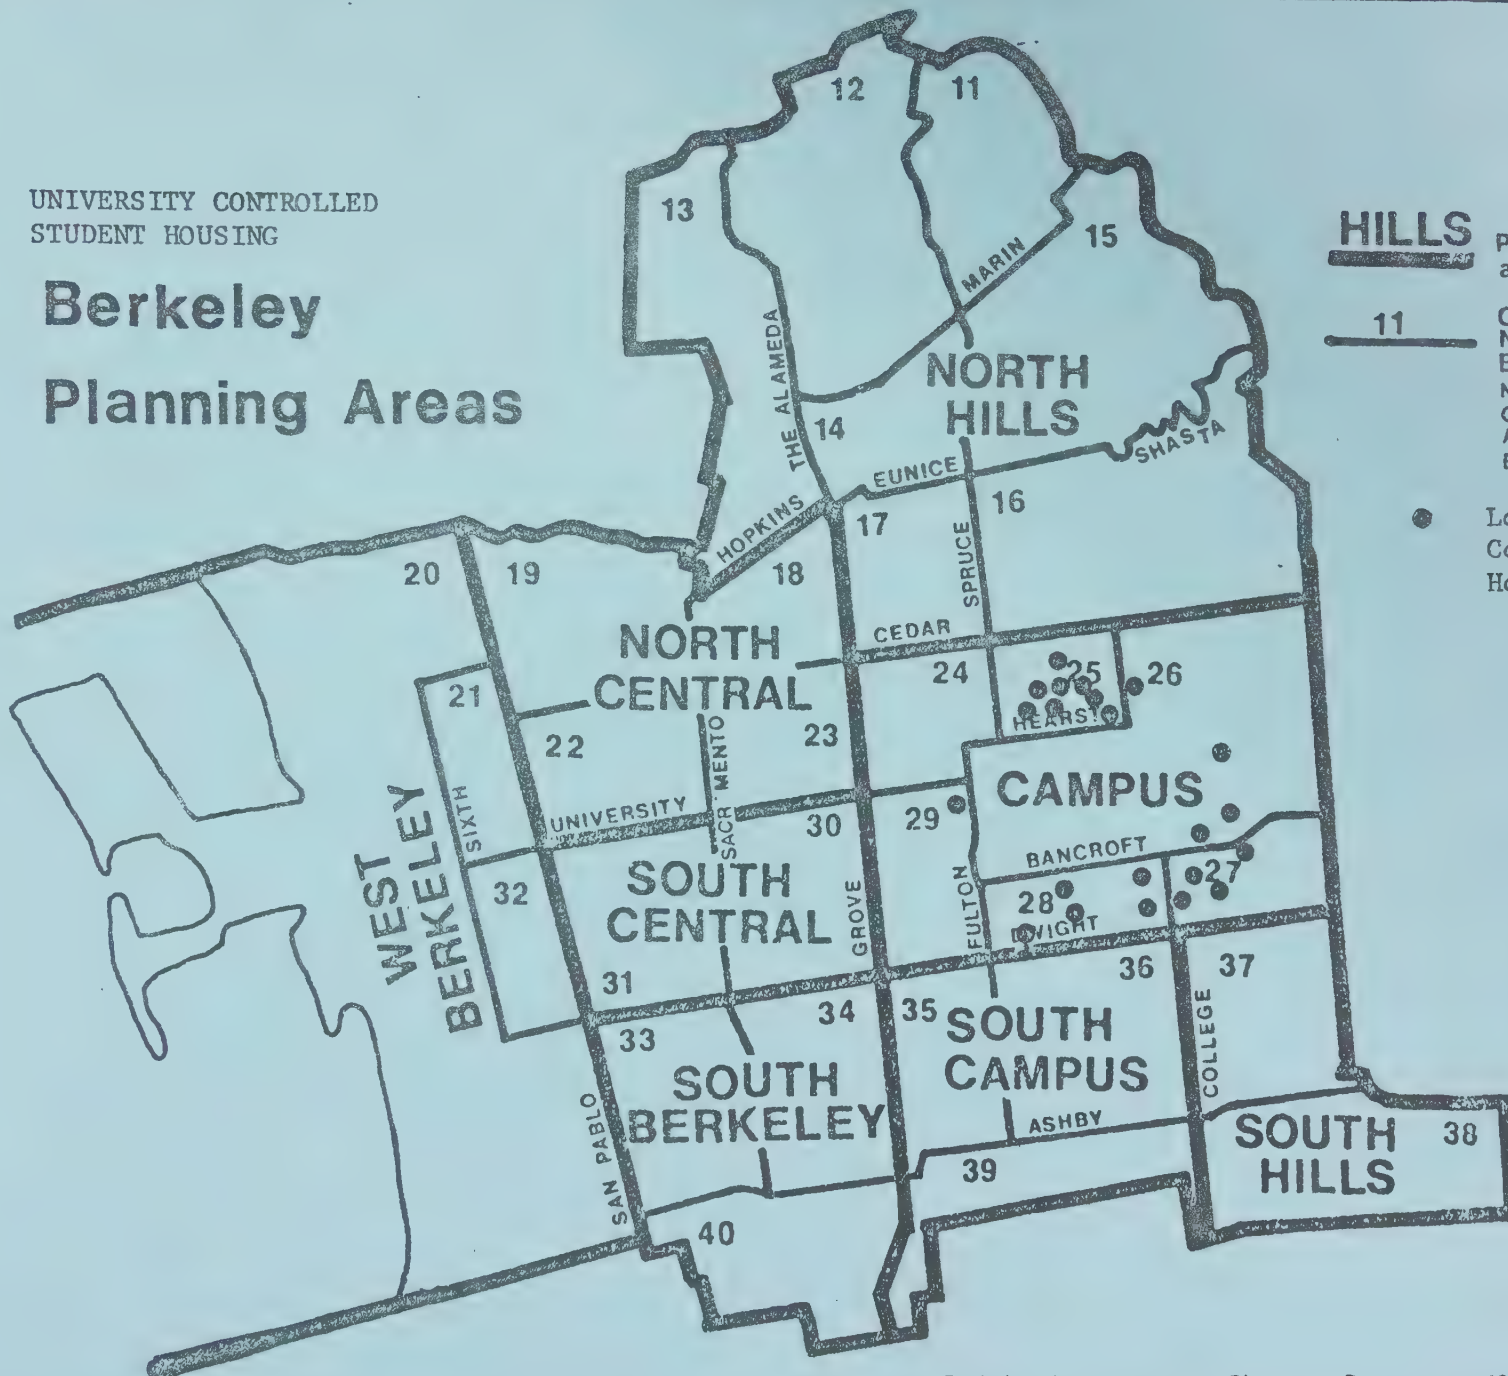 UNIVERSITY CONTROLLED
STUDENT HOUSING
Berkeley
Planning Areas
HILLS
11
12
11
13
15
MARIN
THE ALAMEDA
NORTH
HILLS
14
SHASTA
EUNICE
HOPKINS
17
16
SPRUCE
18
20
19
NORTH
CENTRAL
CEDAR
24
25
26
HEARST
21
22
23
SACR MENTO
SIXTH
UNIVERSITY
30
29
CAMPUS
WEST
BERKELEY
BANCROFT
27
28
DWIGHT
32
SOUTH
CENTRAL
GROVE
FULTON
31
36
37
33
34
35
SOUTH
CAMPUS
COLLEGE
SOUTH
BERKELEY
SAN PABLO
ASHBY
39
SOUTH
HILLS
38
40